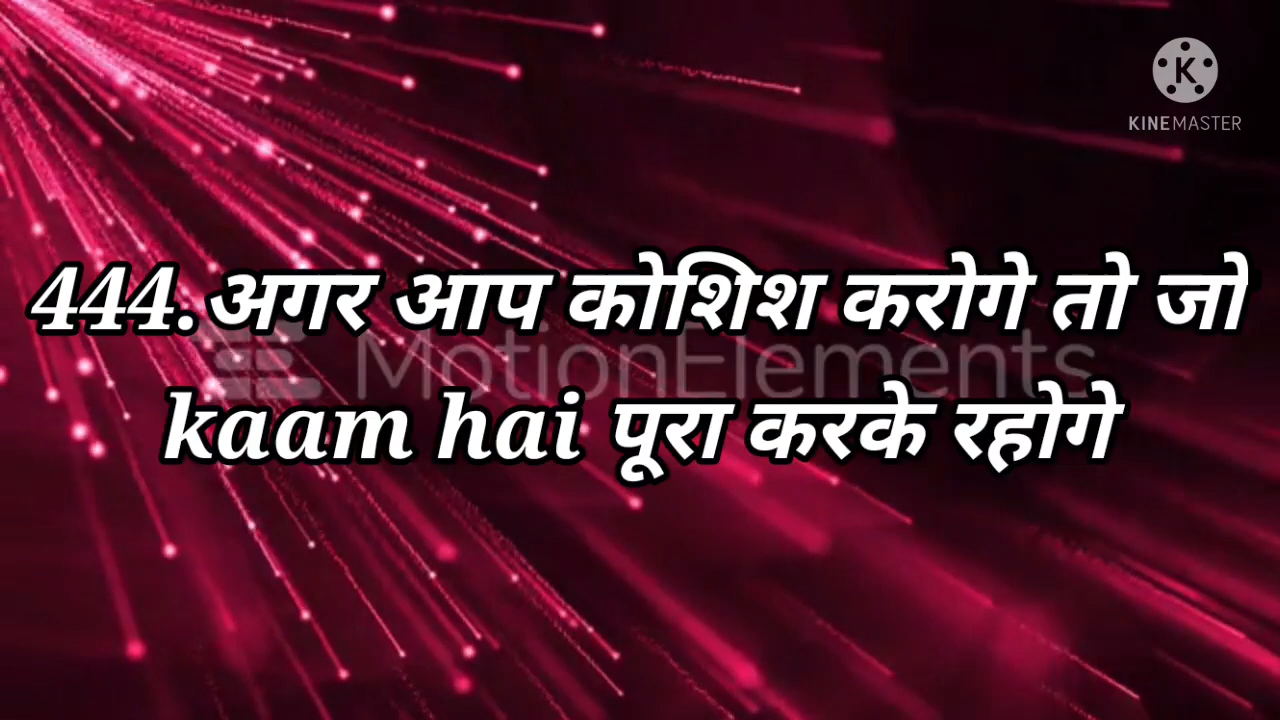 KINEMASTER
444.अगर आप कोशिश करोगे तो जो
MotionElements
kaam hai पूरा करके रहोगे